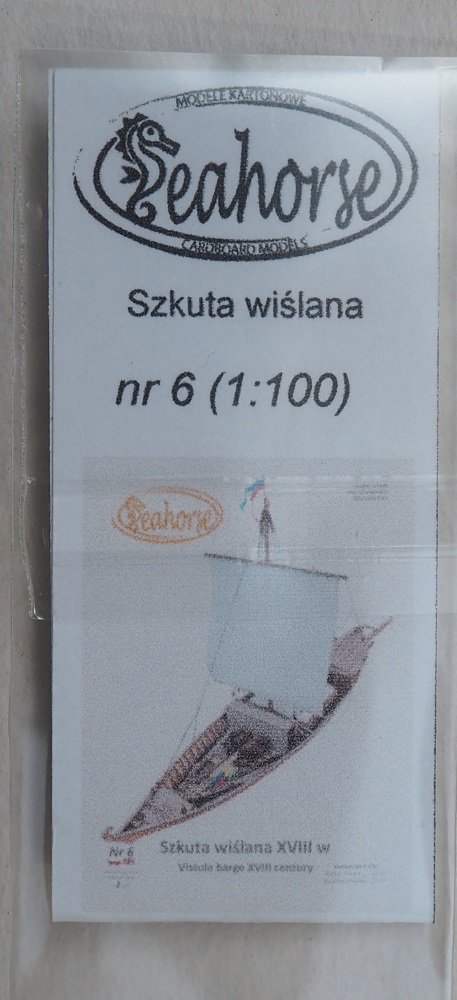 MODELE KARTONOWE
Seahorse
CARDBOARD MODELS
Szkuta wiślana
nr 6 (1:100)
Seahorse
Szkuta wiślana XVIII w
Vistula barge XVIII century
Nr 6